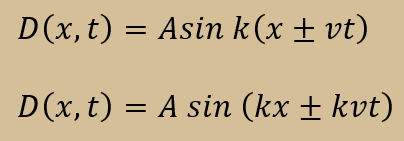 D(x, t) = Asin k(x ± vt)
D(x, t) = A sin (kx ± kvt)